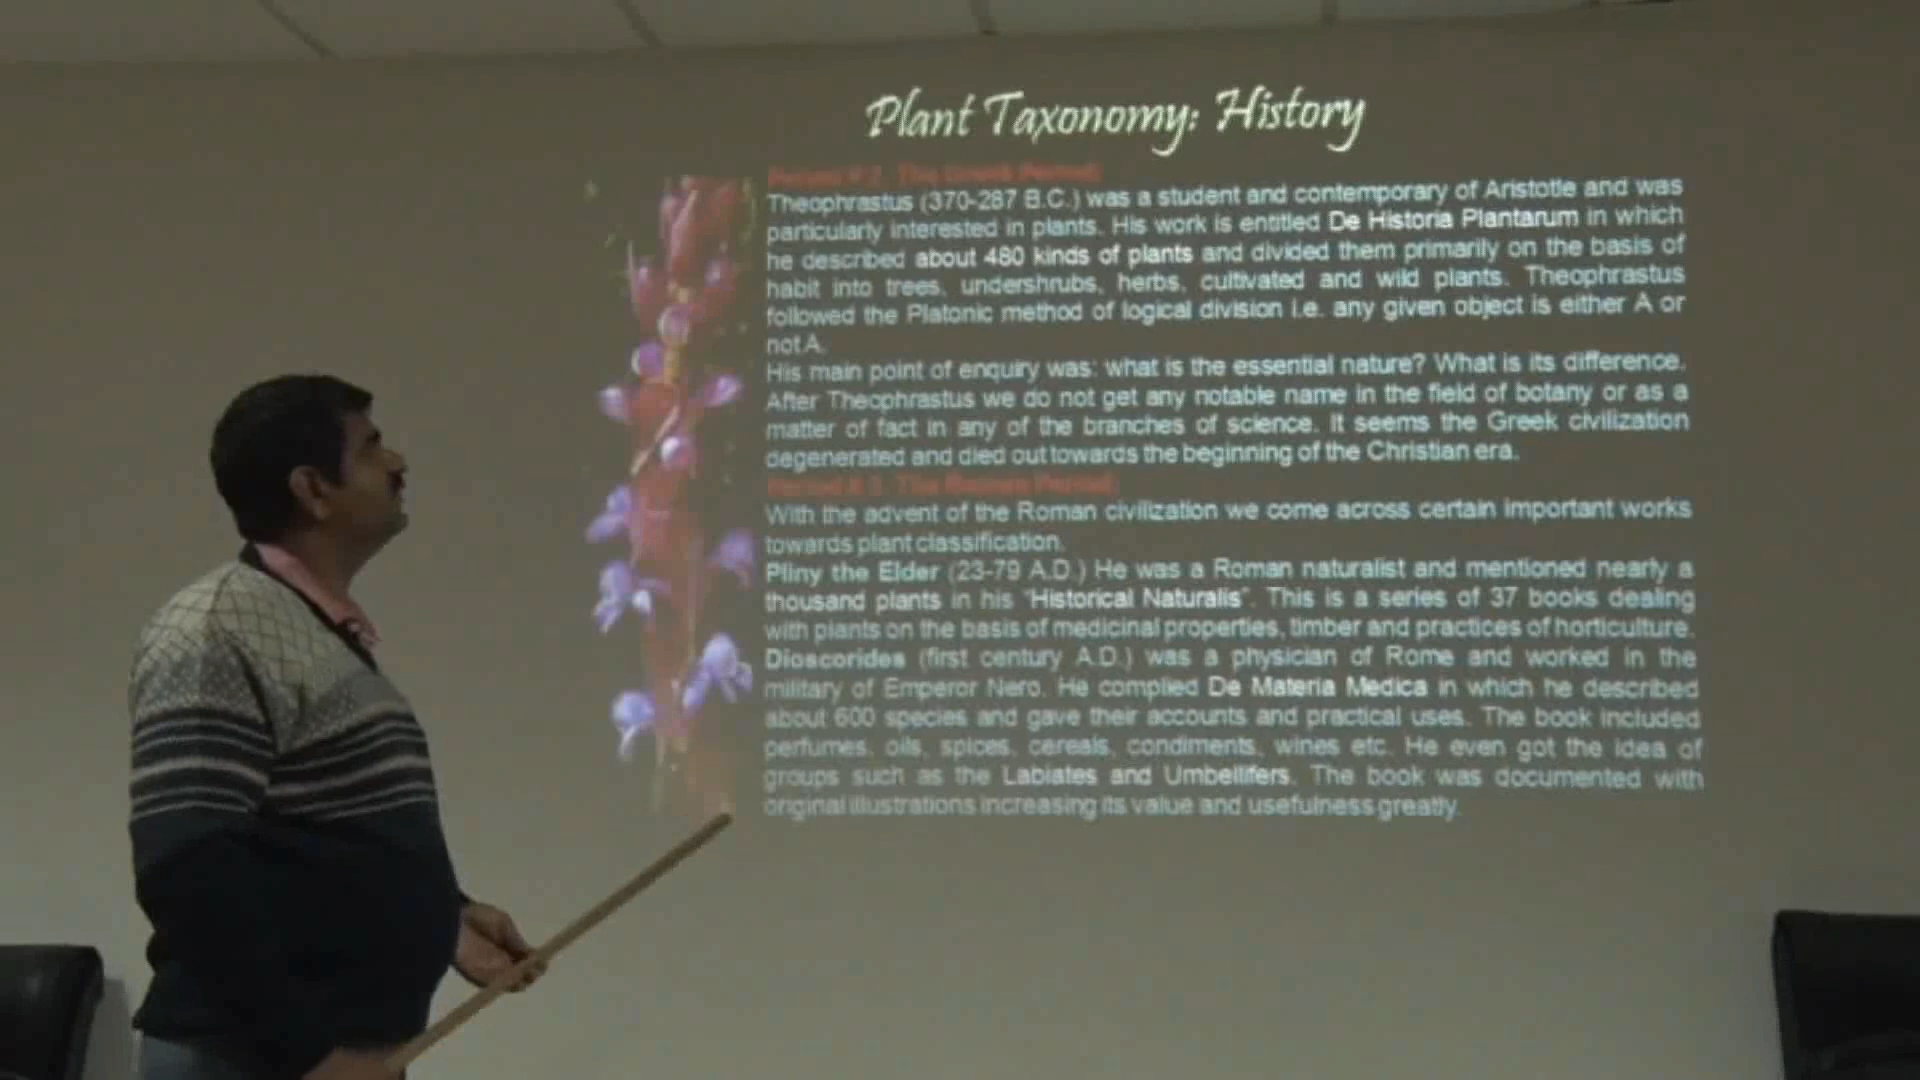 Plant Taxonomy: History
Period # 2. The Greek Period:
Theophrastus (370-287 B.C.) was a student and contemporary of Aristotle and was
particularly interested in plants. His work is entitled De Historia Plantarum in which
he described about 480 kinds of plants and divided them primarily on the basis of
habit into trees, undershrubs, herbs, cultivated and wild plants. Theophrastus
followed the Platonic method of logical division i.e. any given object is either A or
not A.
His main point of enquiry was: what is the essential nature? What is its difference.
After Theophrastus we do not get any notable name in the field of botany or as a
matter of fact in any of the branches of science. It seems the Greek civilization
degenerated and died out towards the beginning of the Christian era.
Period # 3. The Roman Period:
With the advent of the Roman civilization we come across certain important works
towards plant classification.
Pliny the Elder (23-79 A.D.) He was a Roman naturalist and mentioned nearly a
thousand plants in his “Historical Naturalis”. This is a series of 37 books dealing
with plants on the basis of medicinal properties, timber and practices of horticulture.
Dioscorides (first century A.D.) was a physician of Rome and worked in the
military of Emperor Nero. He complied De Materia Medica in which he described
about 600 species and gave their accounts and practical uses. The book included
perfumes, oils, spices, cereals, condiments, wines etc. He even got the idea of
groups such as the Labiates and Umbellifers. The book was documented with
original illustrations increasing its value and usefulness greatly.